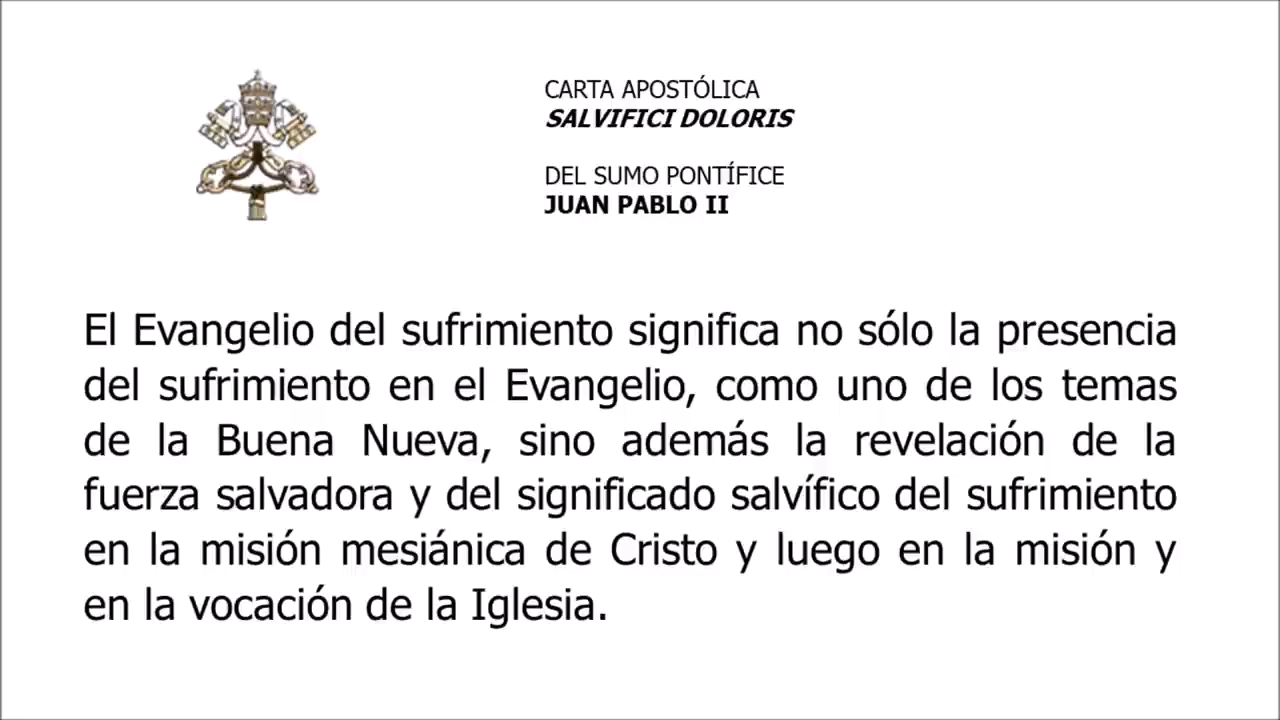 CARTA APOSTÓLICA
SALVIFICI DOLORIS
DEL SUMO PONTÍFICE
JUAN PABLO II
El Evangelio del sufrimiento significa no sólo la presencia
del sufrimiento en el Evangelio, como uno de los temas
de la Buena Nueva, sino además la revelación de la
fuerza salvadora y del significado salvífico del sufrimiento
en la misión mesiánica de Cristo y luego en la misión y
en la vocación de la Iglesia.